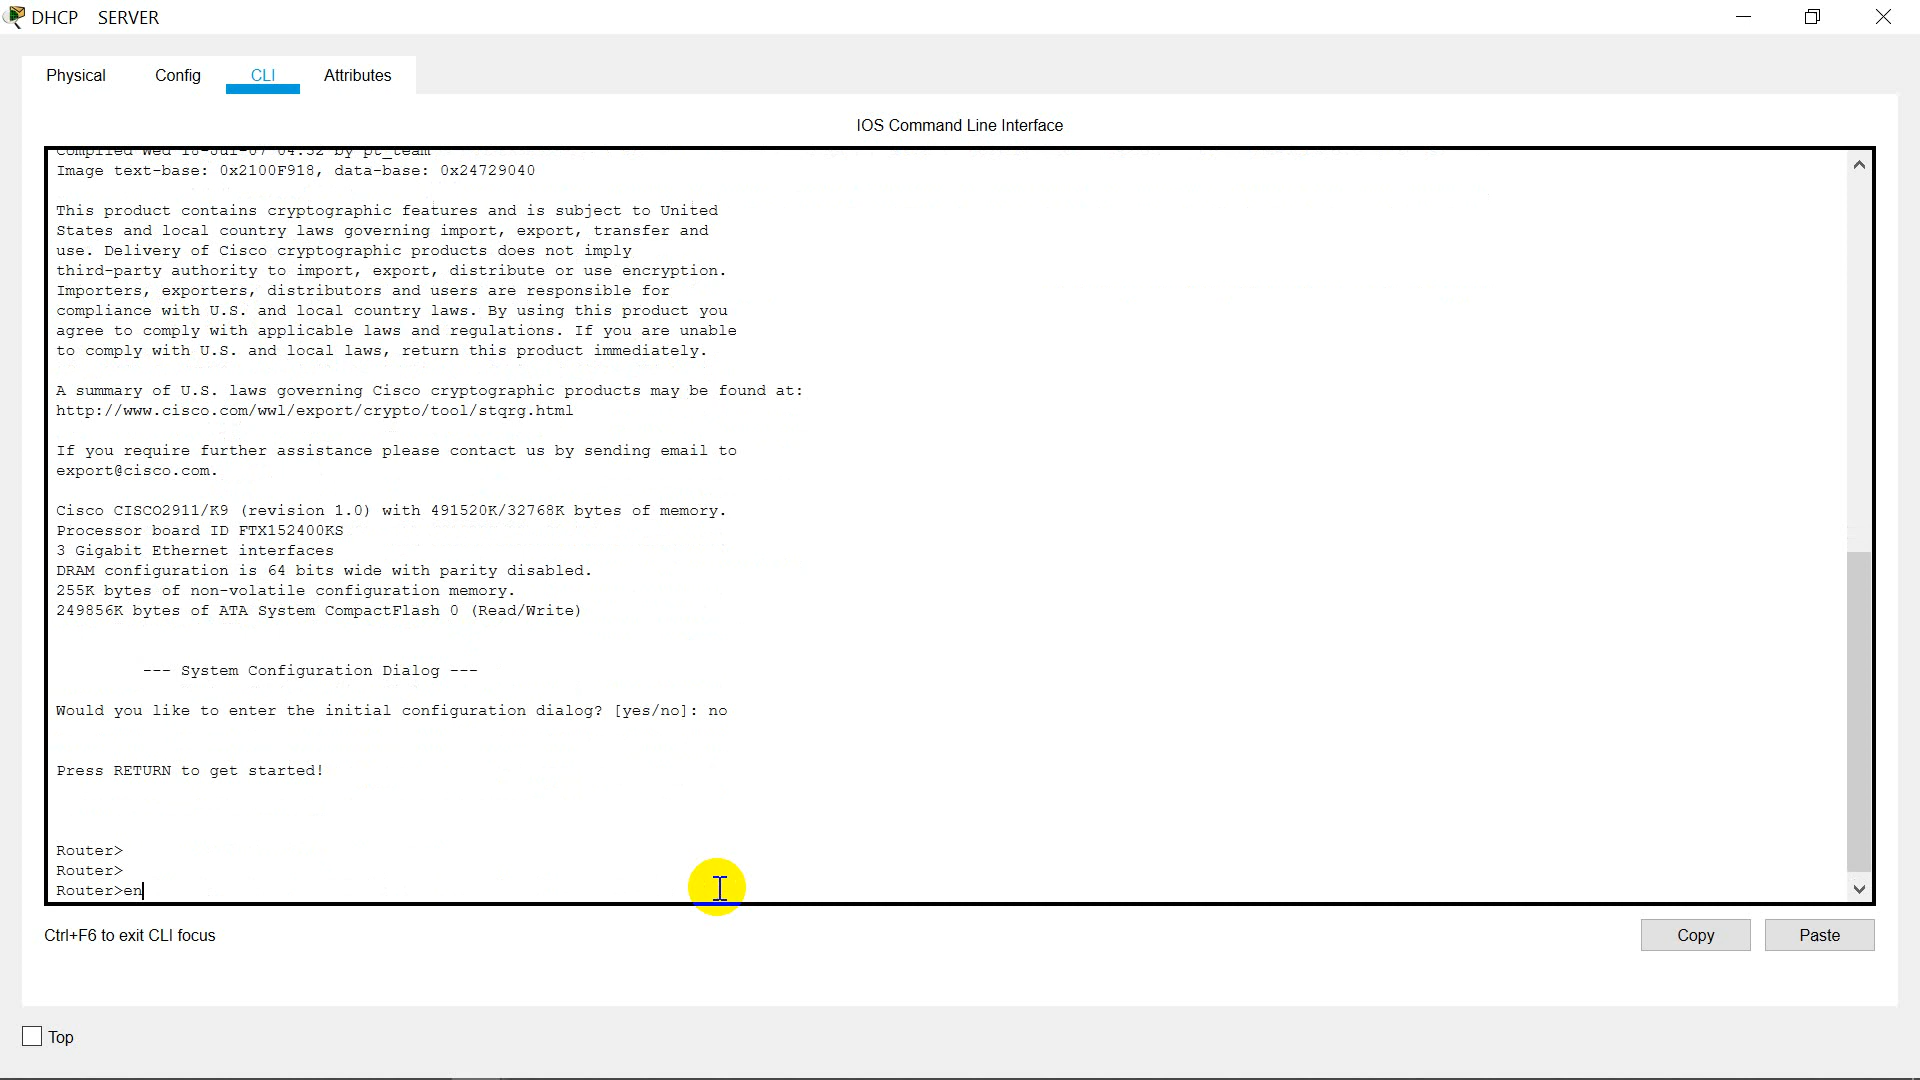 DHCP SERVER
Physical Config CLI Attributes
IOS Command Line Interface
Compiled Wed 18-Jul-07 04:52 by pt_team
Image text-base: 0x2100F918, data-base: 0x24729040
This product contains cryptographic features and is subject to United
States and local country laws governing import, export, transfer and
use. Delivery of Cisco cryptographic products does not imply
third-party authority to import, export, distribute or use encryption.
Importers, exporters, distributors and users are responsible for
compliance with U.S. and local country laws. By using this product you
agree to comply with applicable laws and regulations. If you are unable
to comply with U.S. and local laws, return this product immediately.
A summary of U.S. laws governing Cisco cryptographic products may be found at:
http://www.cisco.com/wwl/export/crypto/tool/stqrg.html
If you require further assistance please contact us by sending email to
export@cisco.com.
Cisco CISCO2911/K9 (revision 1.0) with 491520K/32768K bytes of memory.
Processor board ID FTX152400KS
3 Gigabit Ethernet interfaces
DRAM configuration is 64 bits wide with parity disabled.
255K bytes of non-volatile configuration memory.
249856K bytes of ATA System CompactFlash 0 (Read/Write)
--- System Configuration Dialog ---
Would you like to enter the initial configuration dialog? [yes/no]: no
Press RETURN to get started!
Router>
Router>
Router>en
Ctrl+F6 to exit CLI focus
Copy Paste
Top